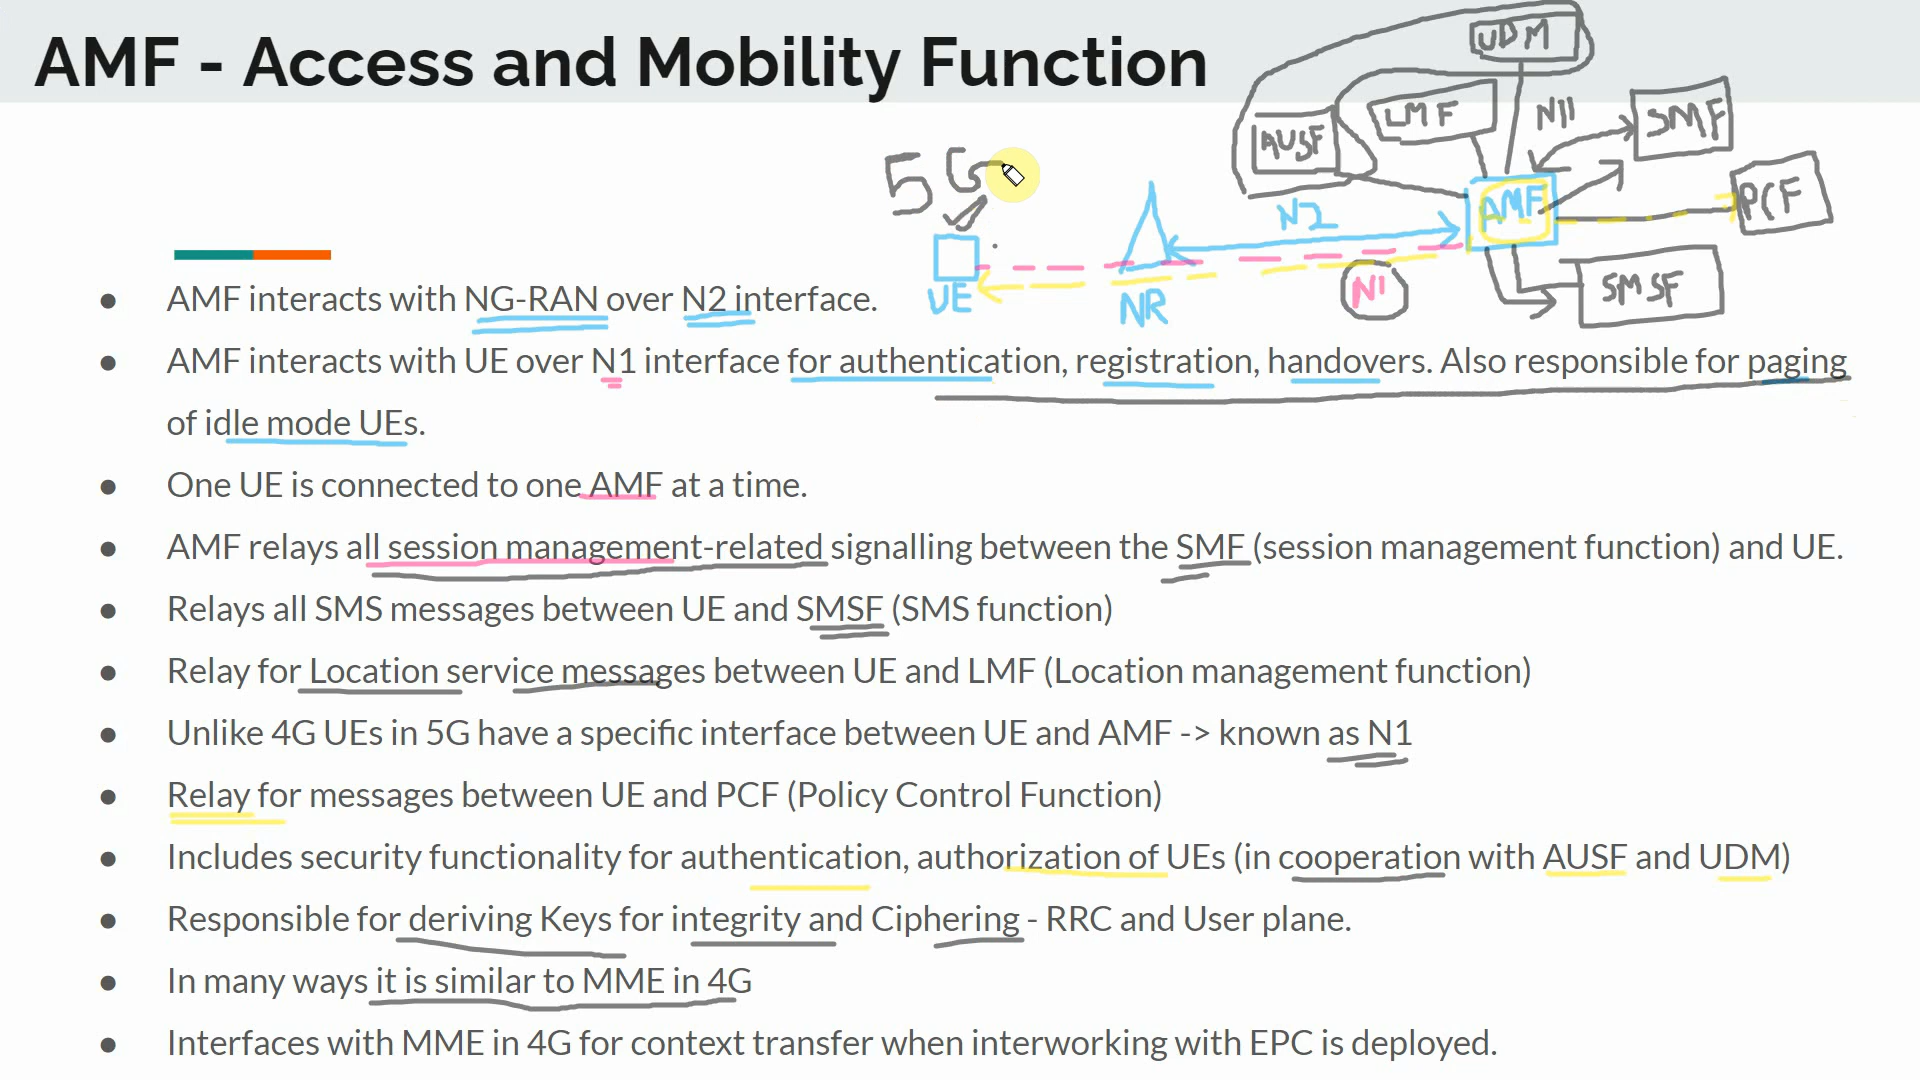 AMF - Access and Mobility Function
UDM
LMF
N11
SMF
AUSF
5G
AMF
PCF
N2
UE
NR
N1
SMSF
● AMF interacts with NG-RAN over N2 interface.
● AMF interacts with UE over N1 interface for authentication, registration, handovers. Also responsible for paging
of idle mode UEs.
● One UE is connected to one AMF at a time.
● AMF relays all session management-related signalling between the SMF (session management function) and UE.
● Relays all SMS messages between UE and SMSF (SMS function)
● Relay for Location service messages between UE and LMF (Location management function)
● Unlike 4G UEs in 5G have a specific interface between UE and AMF -> known as N1
● Relay for messages between UE and PCF (Policy Control Function)
● Includes security functionality for authentication, authorization of UEs (in cooperation with AUSF and UDM)
● Responsible for deriving Keys for integrity and Ciphering - RRC and User plane.
● In many ways it is similar to MME in 4G
● Interfaces with MME in 4G for context transfer when interworking with EPC is deployed.